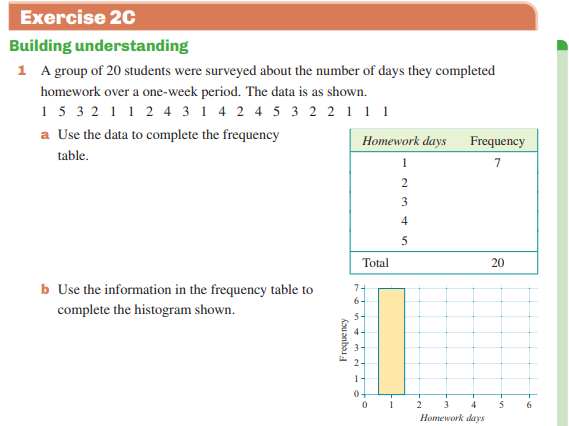 Exercise 2C
Building understanding
1 A group of 20 students were surveyed about the number of days they completed
homework over a one-week period. The data is as shown.
1 5 3 2 1 1 2 4 3 1 4 2 4 5 3 2 2 1 1 1
a Use the data to complete the frequency
table.
Homework days Frequency
1 7
2
3
4
5
Total 20
b Use the information in the frequency table to
complete the histogram shown.
Frequency
7
6
5
4
3
2
1
0
0 1 2 3 4 5 6
Homework days